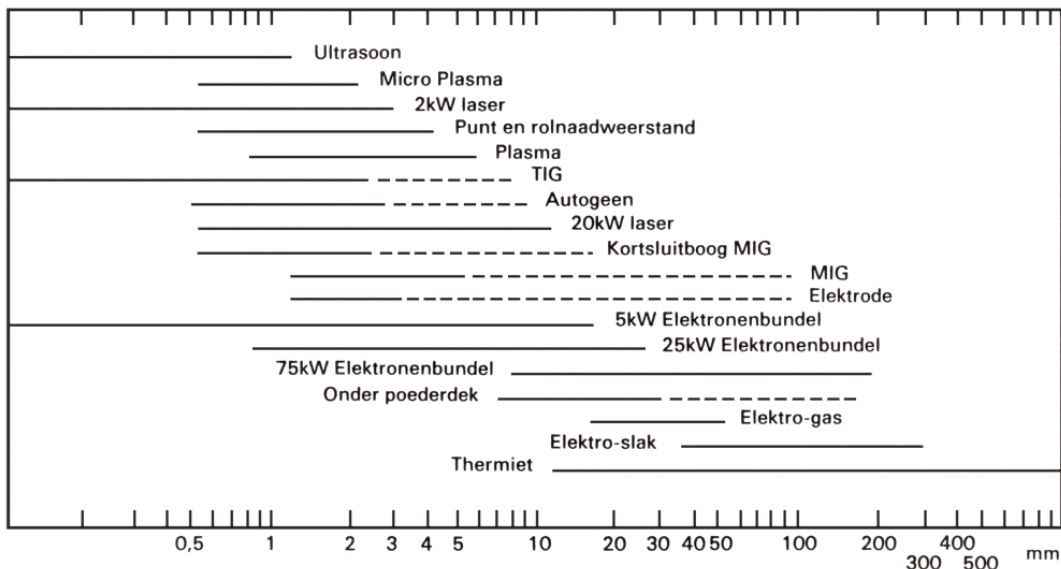 Ultrasoon
Micro Plasma
2kW laser
Punt en rolnaadweerstand
Plasma
TIG
Autogeen
20kW laser
Kortsluitboog MIG
MIG
Elektrode
5kW Elektronenbundel
25kW Elektronenbundel
75kW Elektronenbundel
Onder poederdek
Elektro-gas
Elektro-slak
Thermiet
0,5 1 2 3 4 5 10 20 30 40 50 100 200 300 400 500 mm